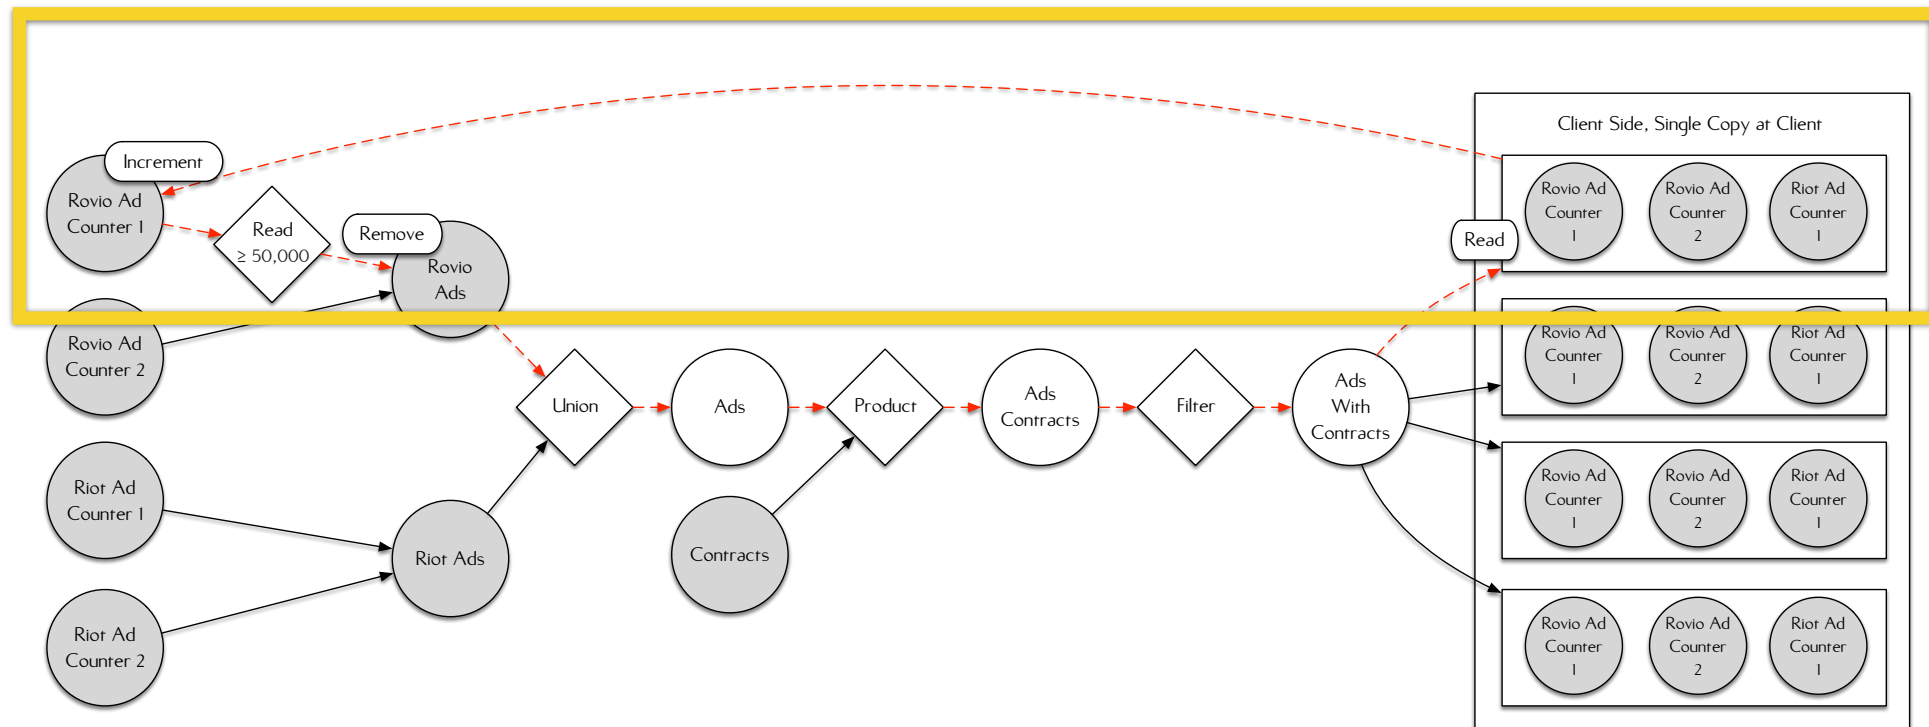 Client Side, Single Copy at Client
Increment
Rovio Ad
Counter 1
Read
≥ 50,000
Remove
Rovio
Ads
Read
Rovio Ad
Counter
1
Rovio Ad
Counter
2
Riot Ad
Counter
1
Rovio Ad
Counter 2
Union
Ads
Product
Ads
Contracts
Filter
Ads
With
Contracts
Rovio Ad
Counter
1
Rovio Ad
Counter
2
Riot Ad
Counter
1
Riot Ad
Counter 1
Riot Ads
Contracts
Rovio Ad
Counter
1
Rovio Ad
Counter
2
Riot Ad
Counter
1
Riot Ad
Counter 2
Rovio Ad
Counter
1
Rovio Ad
Counter
2
Riot Ad
Counter
1